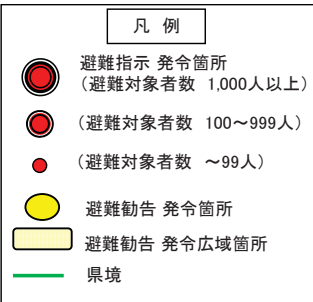 凡 例
避難指示 発令箇所
（避難対象者数 1,000人以上）
（避難対象者数 100～999人）
（避難対象者数 ～99人）
避難勧告 発令箇所
避難勧告 発令広域箇所
県境